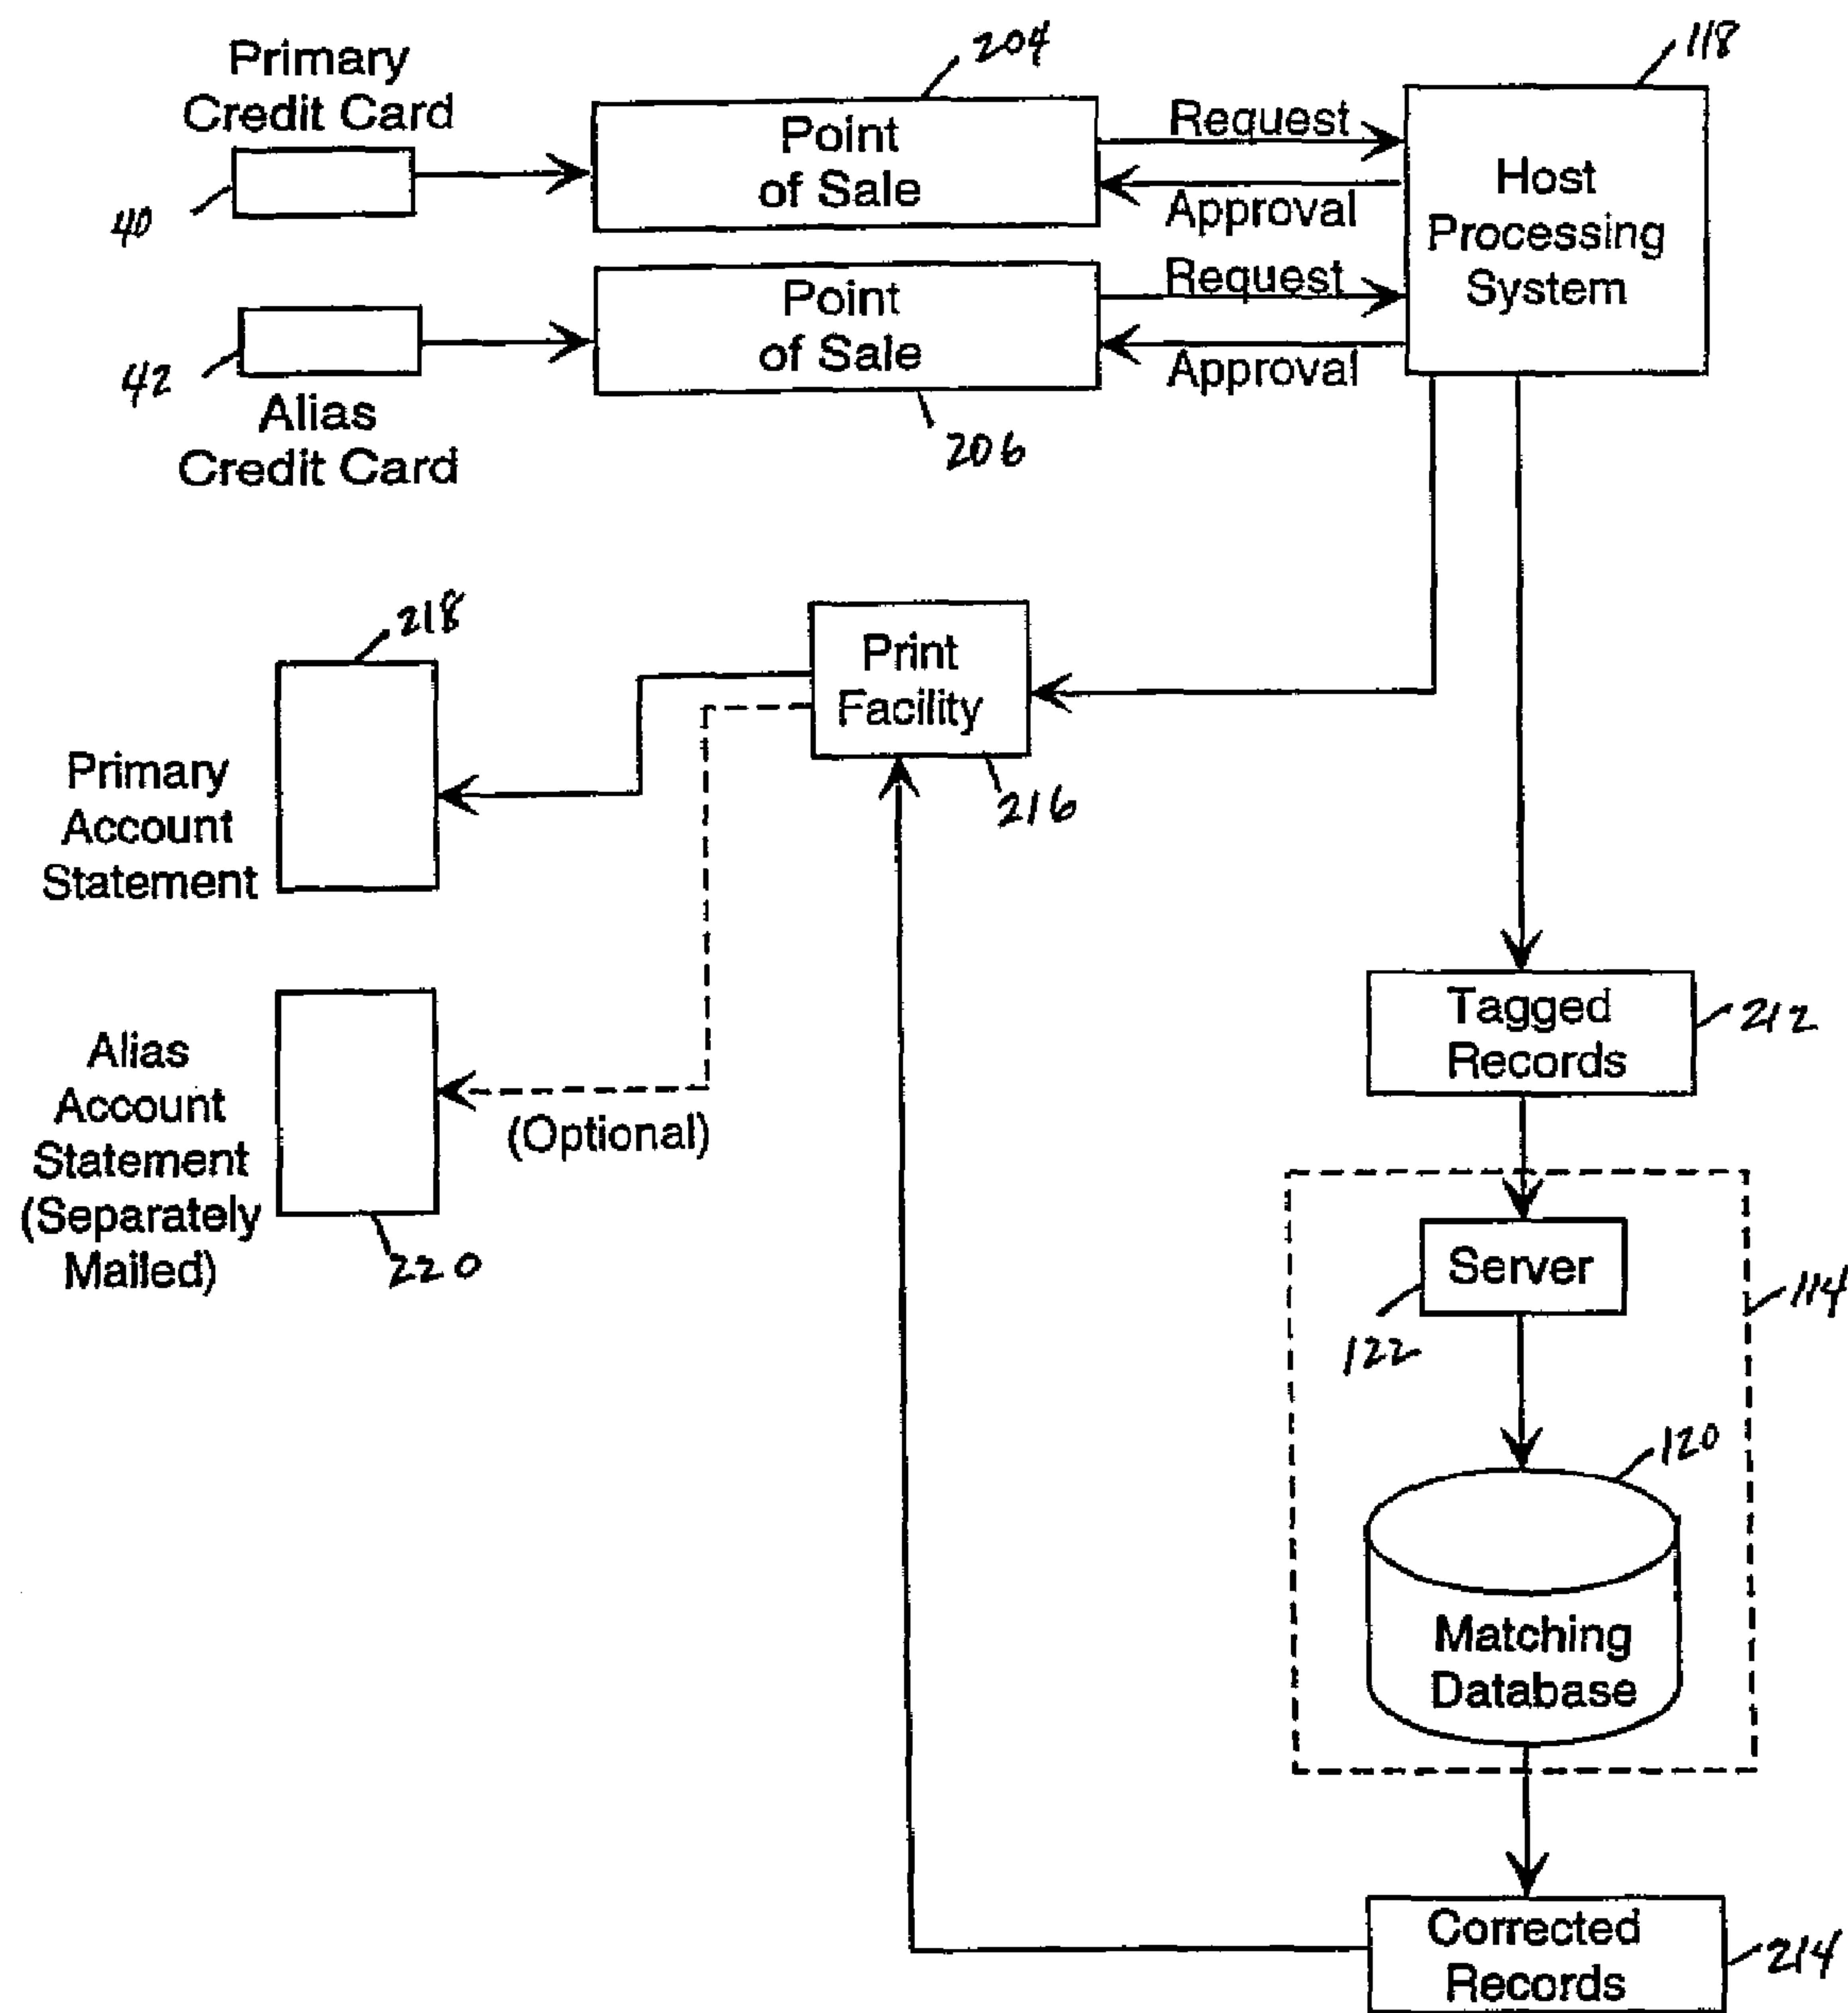 Primary
Credit Card
40
Point
of Sale
204
Request
Approval
Host
Processing
System
118
42
Alias
Credit Card
Point
of Sale
206
Request
Approval
218
Primary
Account
Statement
Print
Facility
216
Alias
Account
Statement
(Separately
Mailed)
220
(Optional)
Tagged
Records
212
Server
122
114
120
Matching
Database
Corrected
Records
214